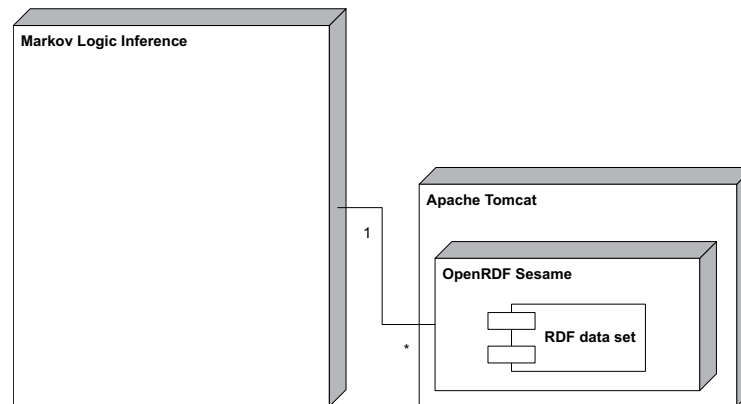 Markov Logic Inference
Apache Tomcat
1
OpenRDF Sesame
RDF data set
*